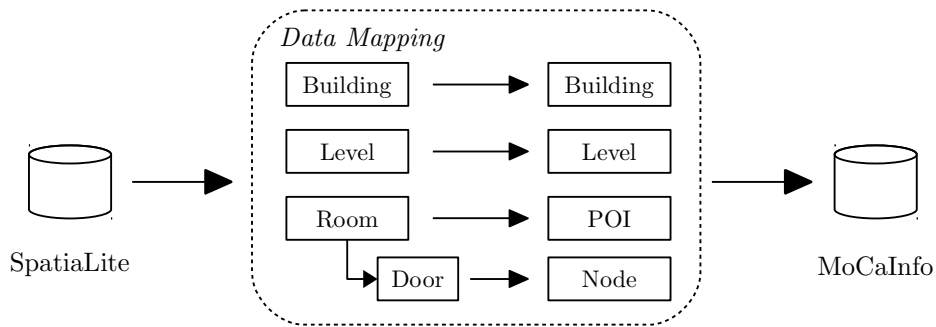 Data Mapping
Building
Building
Level
Level
Room
POI
Door
Node
SpatiaLite
MoCaInfo